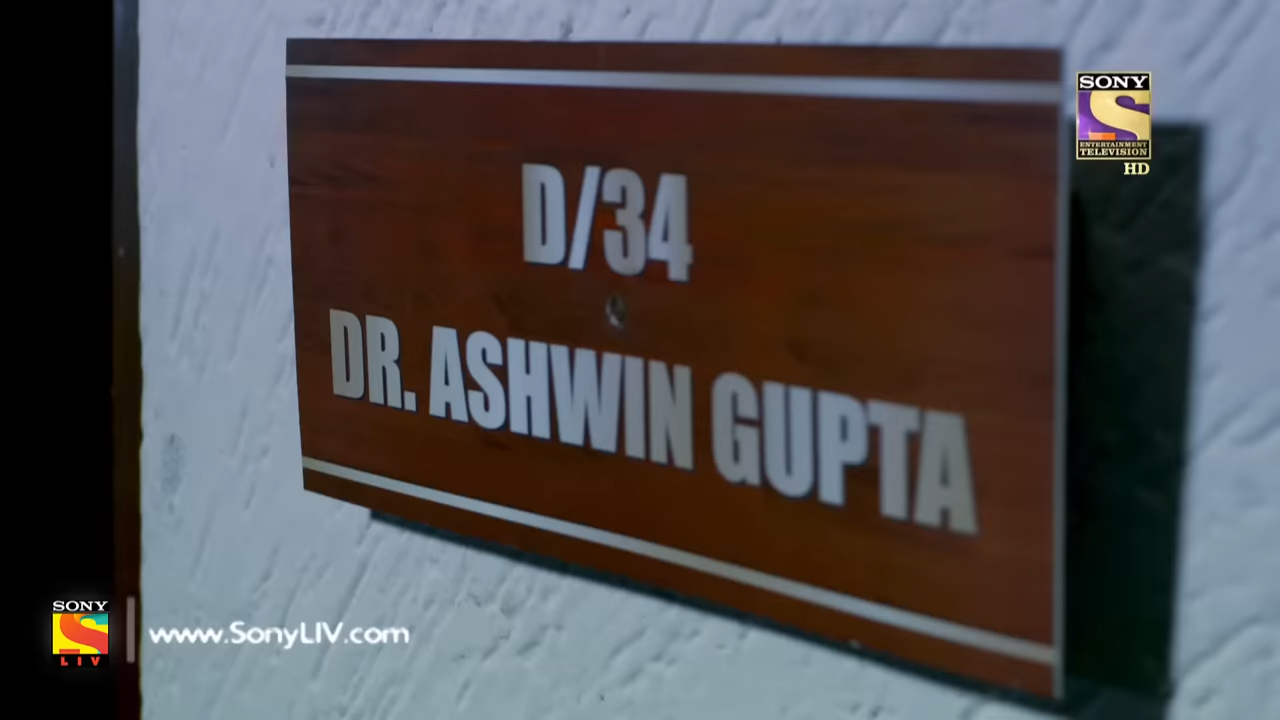 SONY
ENTERTAINMENT
TELEVISION
HD
D/34
DR. ASHWIN GUPTA
SONY
LIV
www.SonyLIV.com